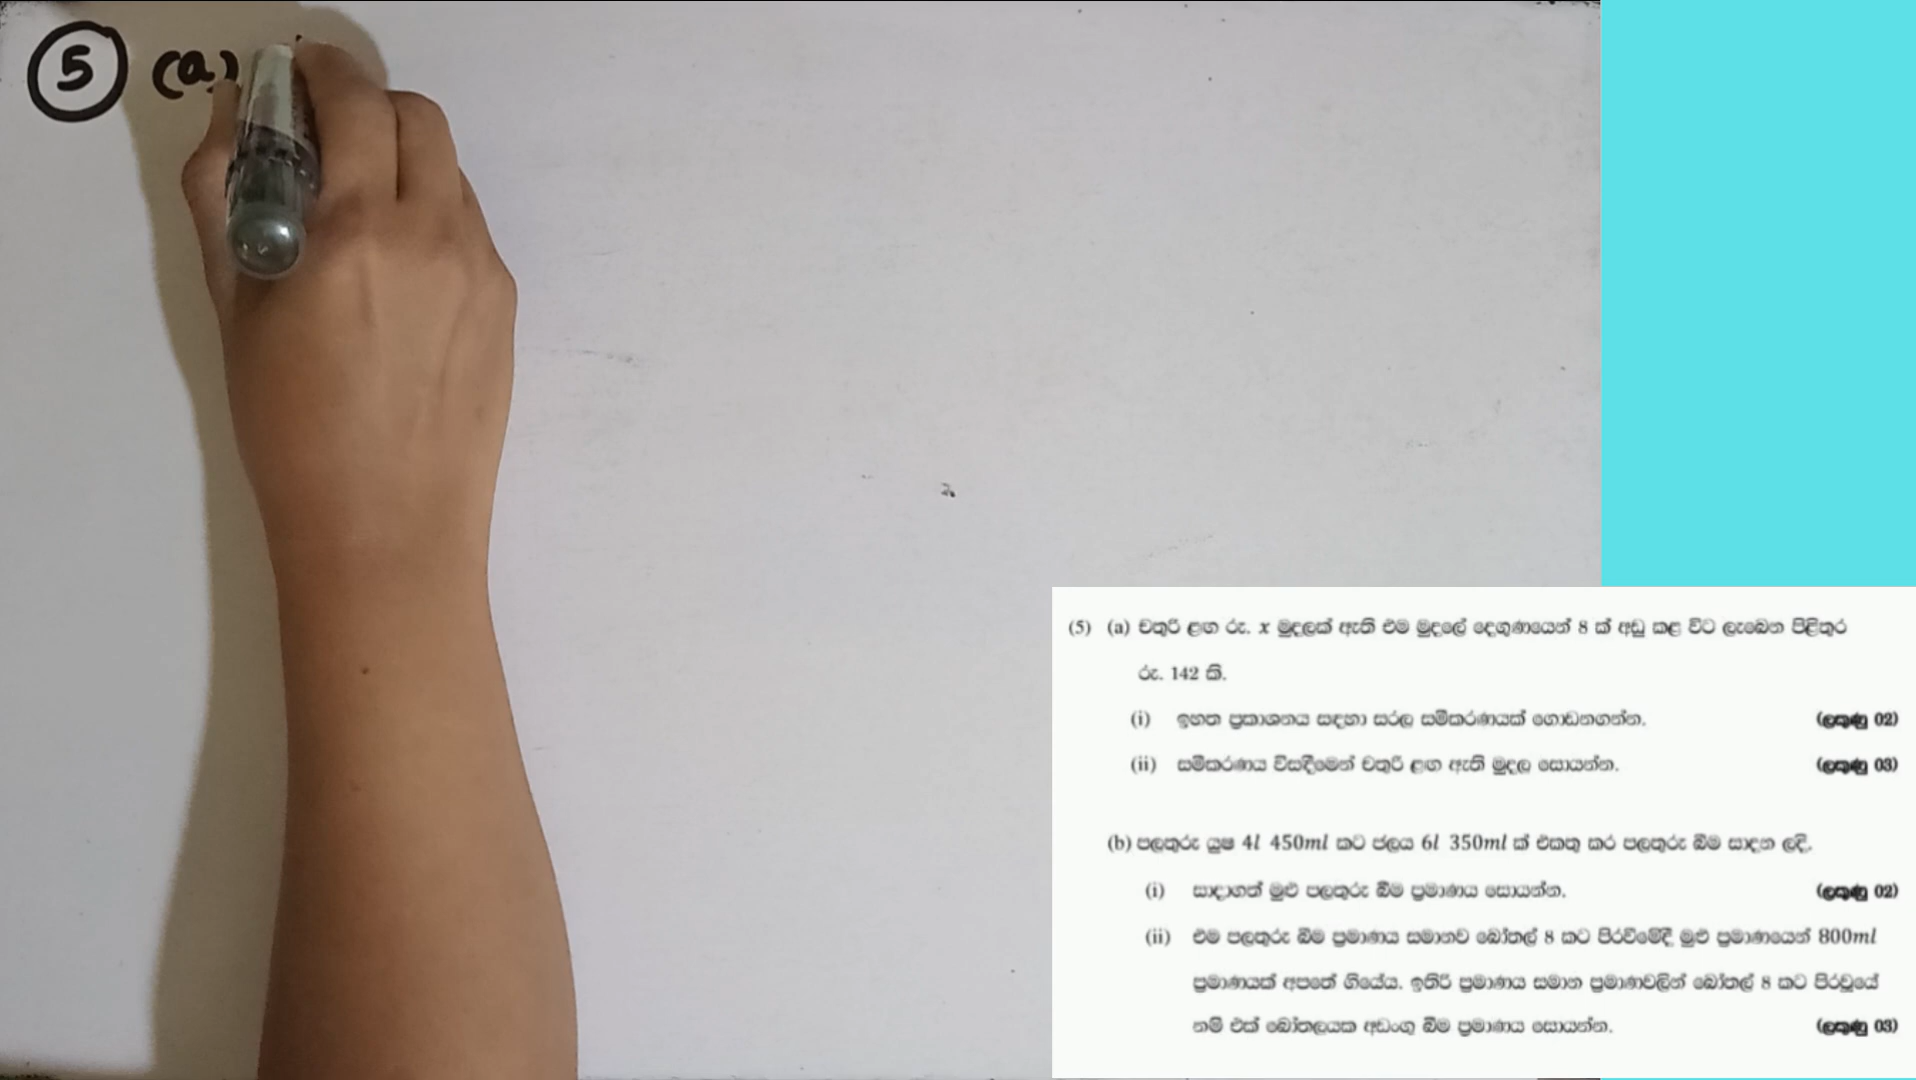 5 (a)
(5) (a) චතුරි ළඟ රු. x මුදලක් ඇති එම මුදලේ දෙගුණයෙන් 8 ක් අඩු කළ විට ලැබෙන පිළිතුර
රු. 142 කි.
(i) ඉහත ප්‍රකාශනය සඳහා සරල සමීකරණයක් ගොඩනගන්න. (ලකුණු 02)
(ii) සමීකරණය විසඳීමෙන් චතුරි ළඟ ඇති මුදල සොයන්න. (ලකුණු 03)
(b) පලතුරු යුෂ 4l 450ml කට ජලය 6l 350ml ක් එකතු කර පලතුරු බීම සාදන ලදි.
(i) සාදාගත් මුළු පලතුරු බීම ප්‍රමාණය සොයන්න. (ලකුණු 02)
(ii) එම පලතුරු බීම ප්‍රමාණය සමානව බෝතල් 8 කට පිරවීමේදී මුළු ප්‍රමාණයෙන් 800ml
ප්‍රමාණයක් අපතේ ගියේය. ඉතිරි ප්‍රමාණය සමාන ප්‍රමාණවලින් බෝතල් 8 කට පිරවූයේ
නම් එක් බෝතලයක අඩංගු බීම ප්‍රමාණය සොයන්න. (ලකුණු 03)